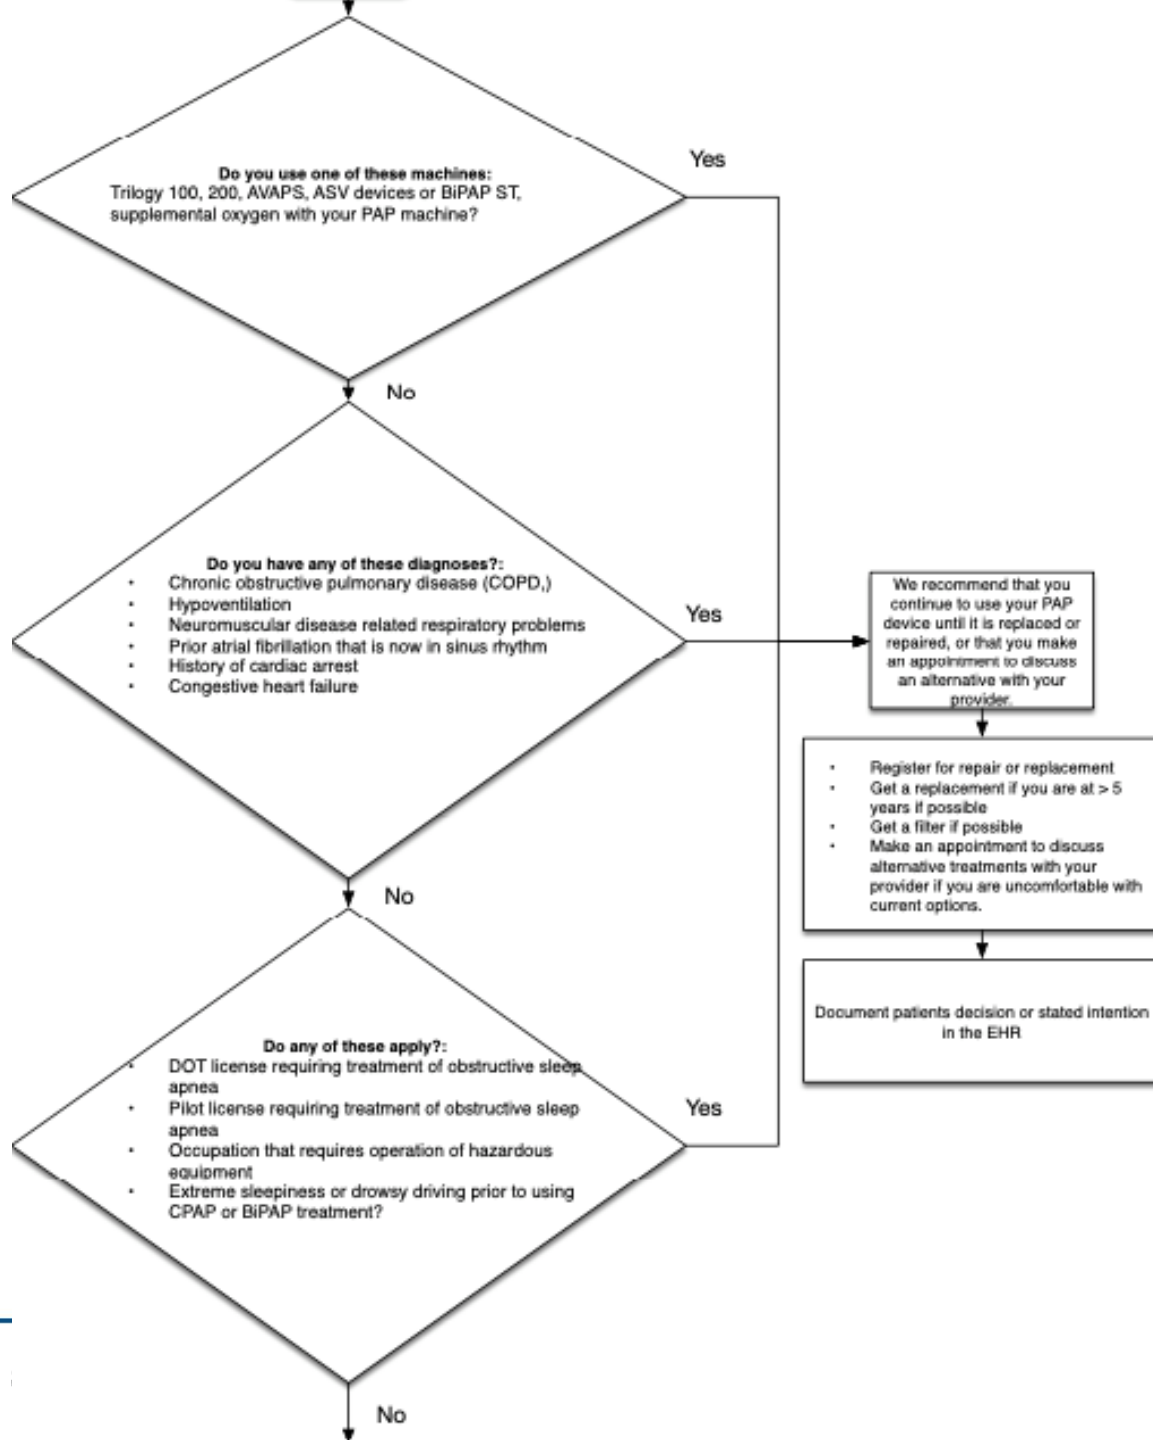 Yes
Do you use one of these machines:
Trilogy 100, 200, AVAPS, ASV devices or BiPAP ST,
supplemental oxygen with your PAP machine?
No
Do you have any of these diagnoses?:
• Chronic obstructive pulmonary disease (COPD,)
• Hypoventilation
• Neuromuscular disease related respiratory problems
• Prior atrial fibrillation that is now in sinus rhythm
• History of cardiac arrest
• Congestive heart failure
Yes
We recommend that you
continue to use your PAP
device until it is replaced or
repaired, or that you make
an appointment to discuss
an alternative with your
provider.
• Register for repair or replacement
• Get a replacement if you are at > 5
years if possible
• Get a filter if possible
• Make an appointment to discuss
alternative treatments with your
provider if you are uncomfortable with
current options.
Document patients decision or stated intention
in the EHR
No
Do any of these apply?:
• DOT license requiring treatment of obstructive sleep
apnea
• Pilot license requiring treatment of obstructive sleep
apnea
• Occupation that requires operation of hazardous
equipment
• Extreme sleepiness or drowsy driving prior to using
CPAP or BiPAP treatment?
Yes
No